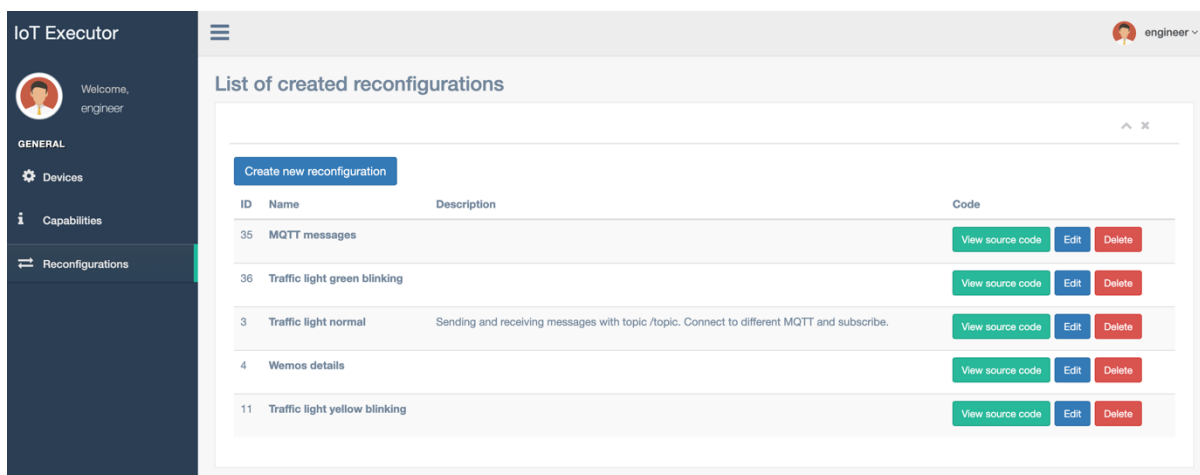 IoT Executor
engineer
Welcome,
engineer
GENERAL
Devices
Capabilities
Reconfigurations
List of created reconfigurations
Create new reconfiguration
ID Name Description Code
35 MQTT messages View source code Edit Delete
36 Traffic light green blinking View source code Edit Delete
3 Traffic light normal Sending and receiving messages with topic /topic. Connect to different MQTT and subscribe. View source code Edit Delete
4 Wemos details View source code Edit Delete
11 Traffic light yellow blinking View source code Edit Delete